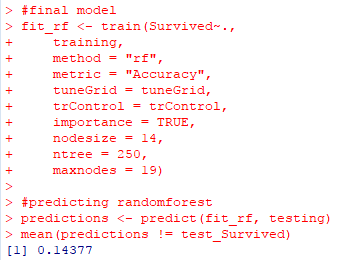 > #final model
> fit_rf <- train(Survived~.,
+     training,
+     method = "rf",
+     metric = "Accuracy",
+     tuneGrid = tuneGrid,
+     trControl = trControl,
+     importance = TRUE,
+     nodesize = 14,
+     ntree = 250,
+     maxnodes = 19)
>
> #predicting randomforest
> predictions <- predict(fit_rf, testing)
> mean(predictions != test_Survived)
[1] 0.14377